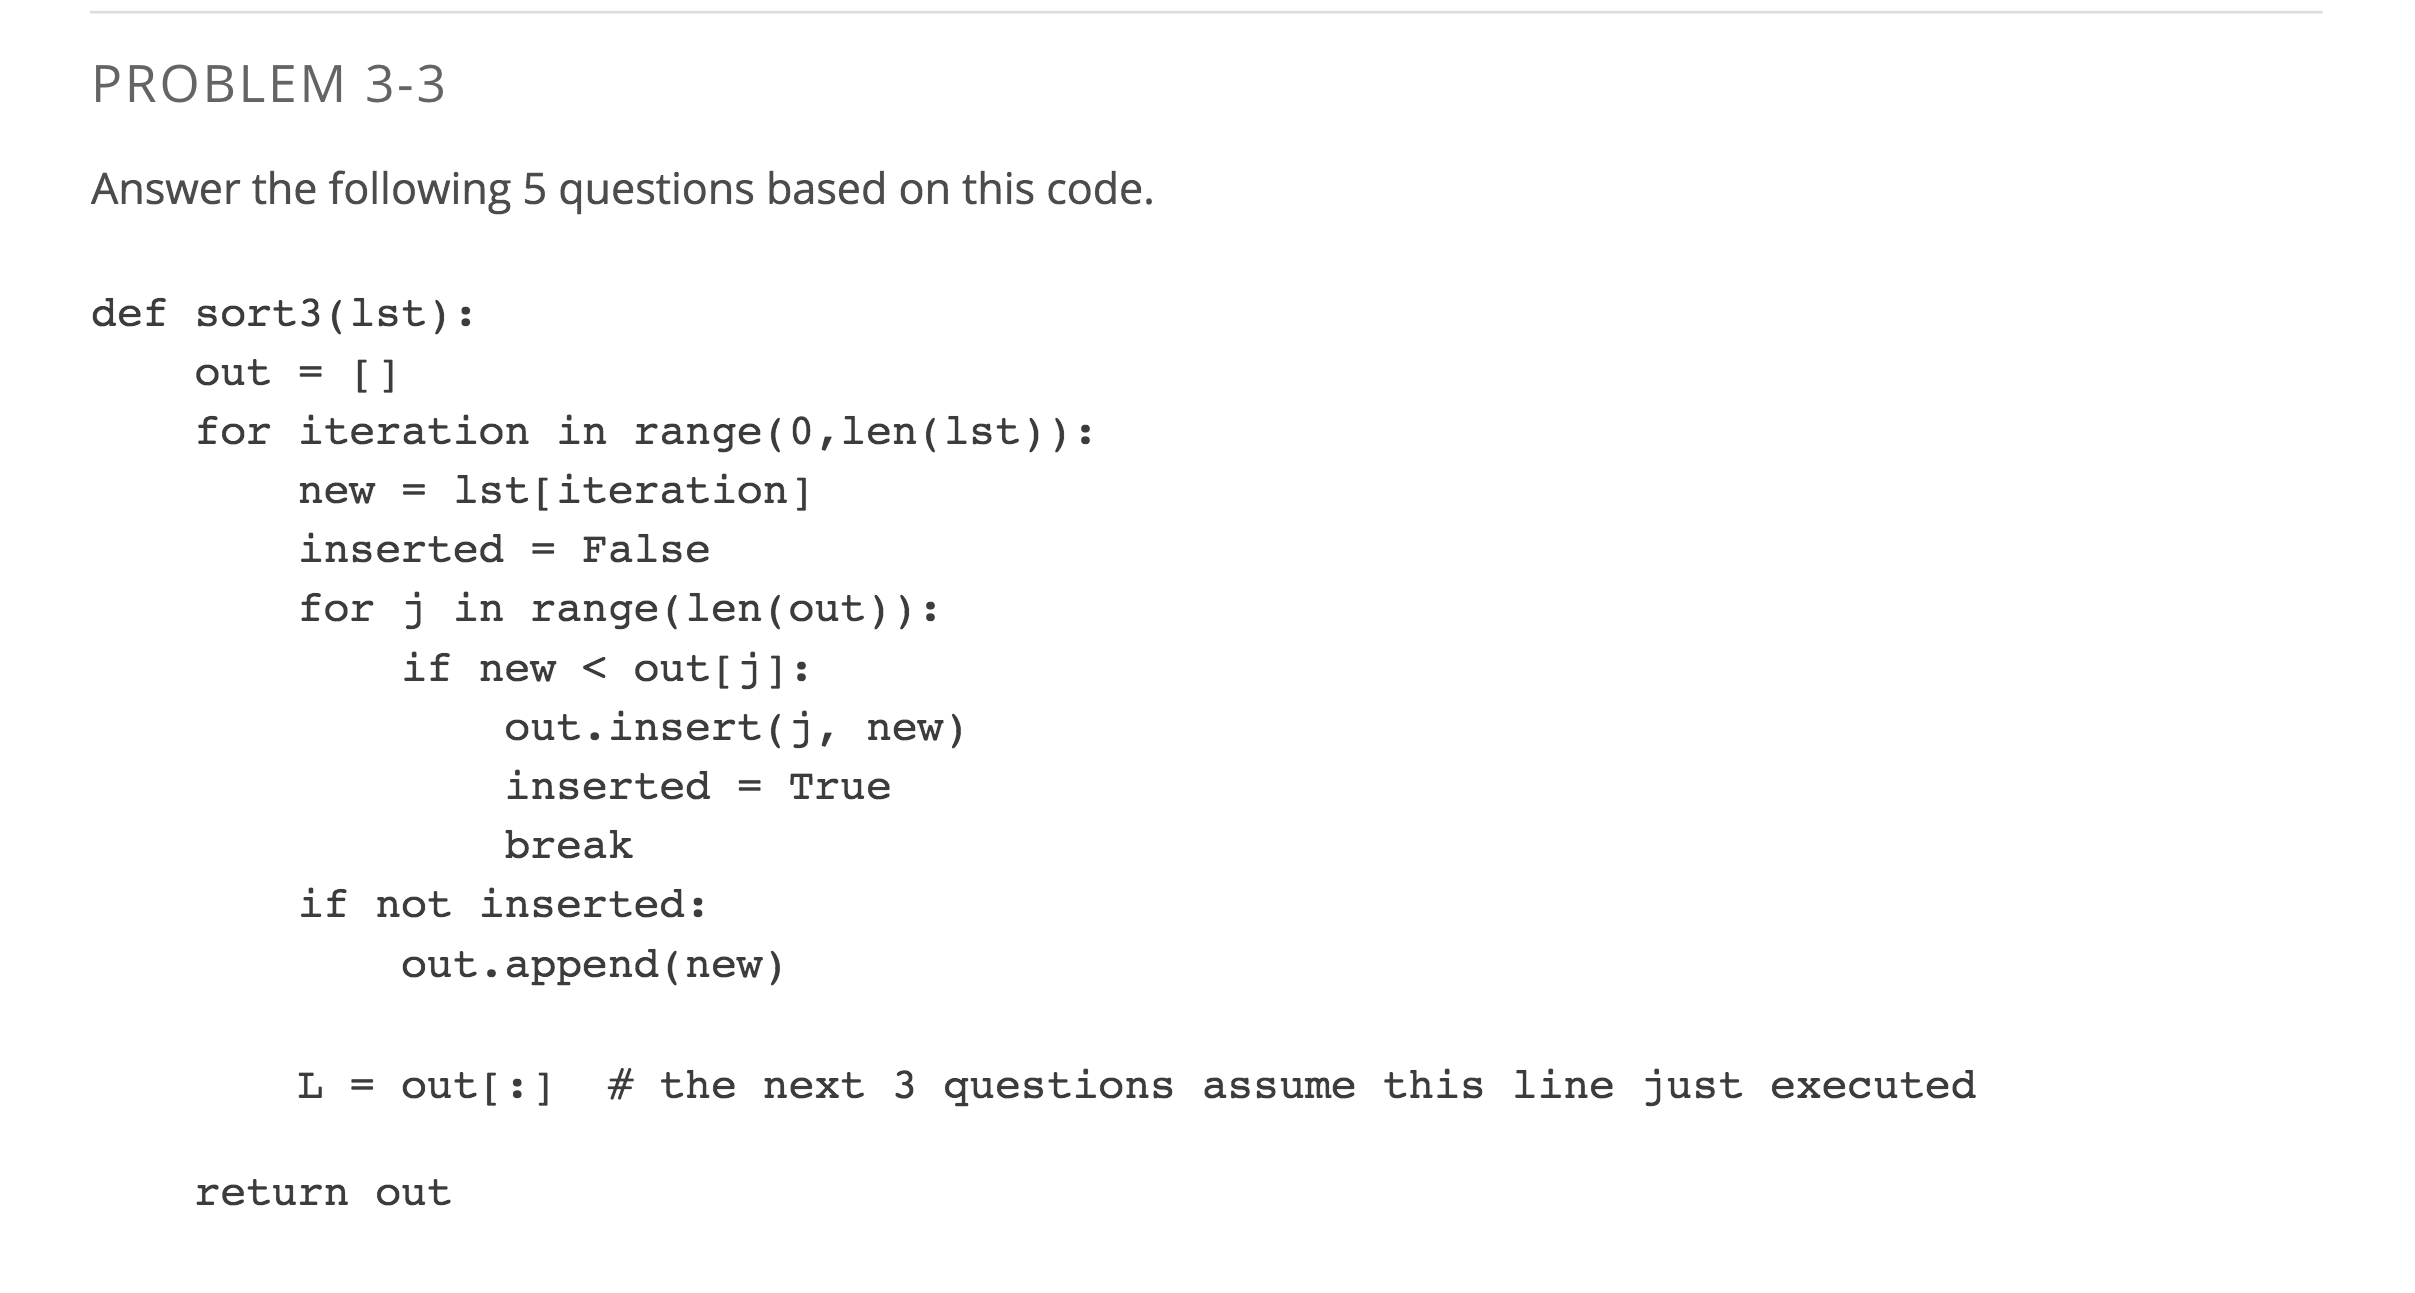 PROBLEM 3-3
Answer the following 5 questions based on this code.
def sort3(lst):
    out = []
    for iteration in range(0,len(lst)):
        new = lst[iteration]
        inserted = False
        for j in range(len(out)):
            if new < out[j]:
                out.insert(j, new)
                inserted = True
                break
        if not inserted:
            out.append(new)
        L = out[:]  # the next 3 questions assume this line just executed
    return out